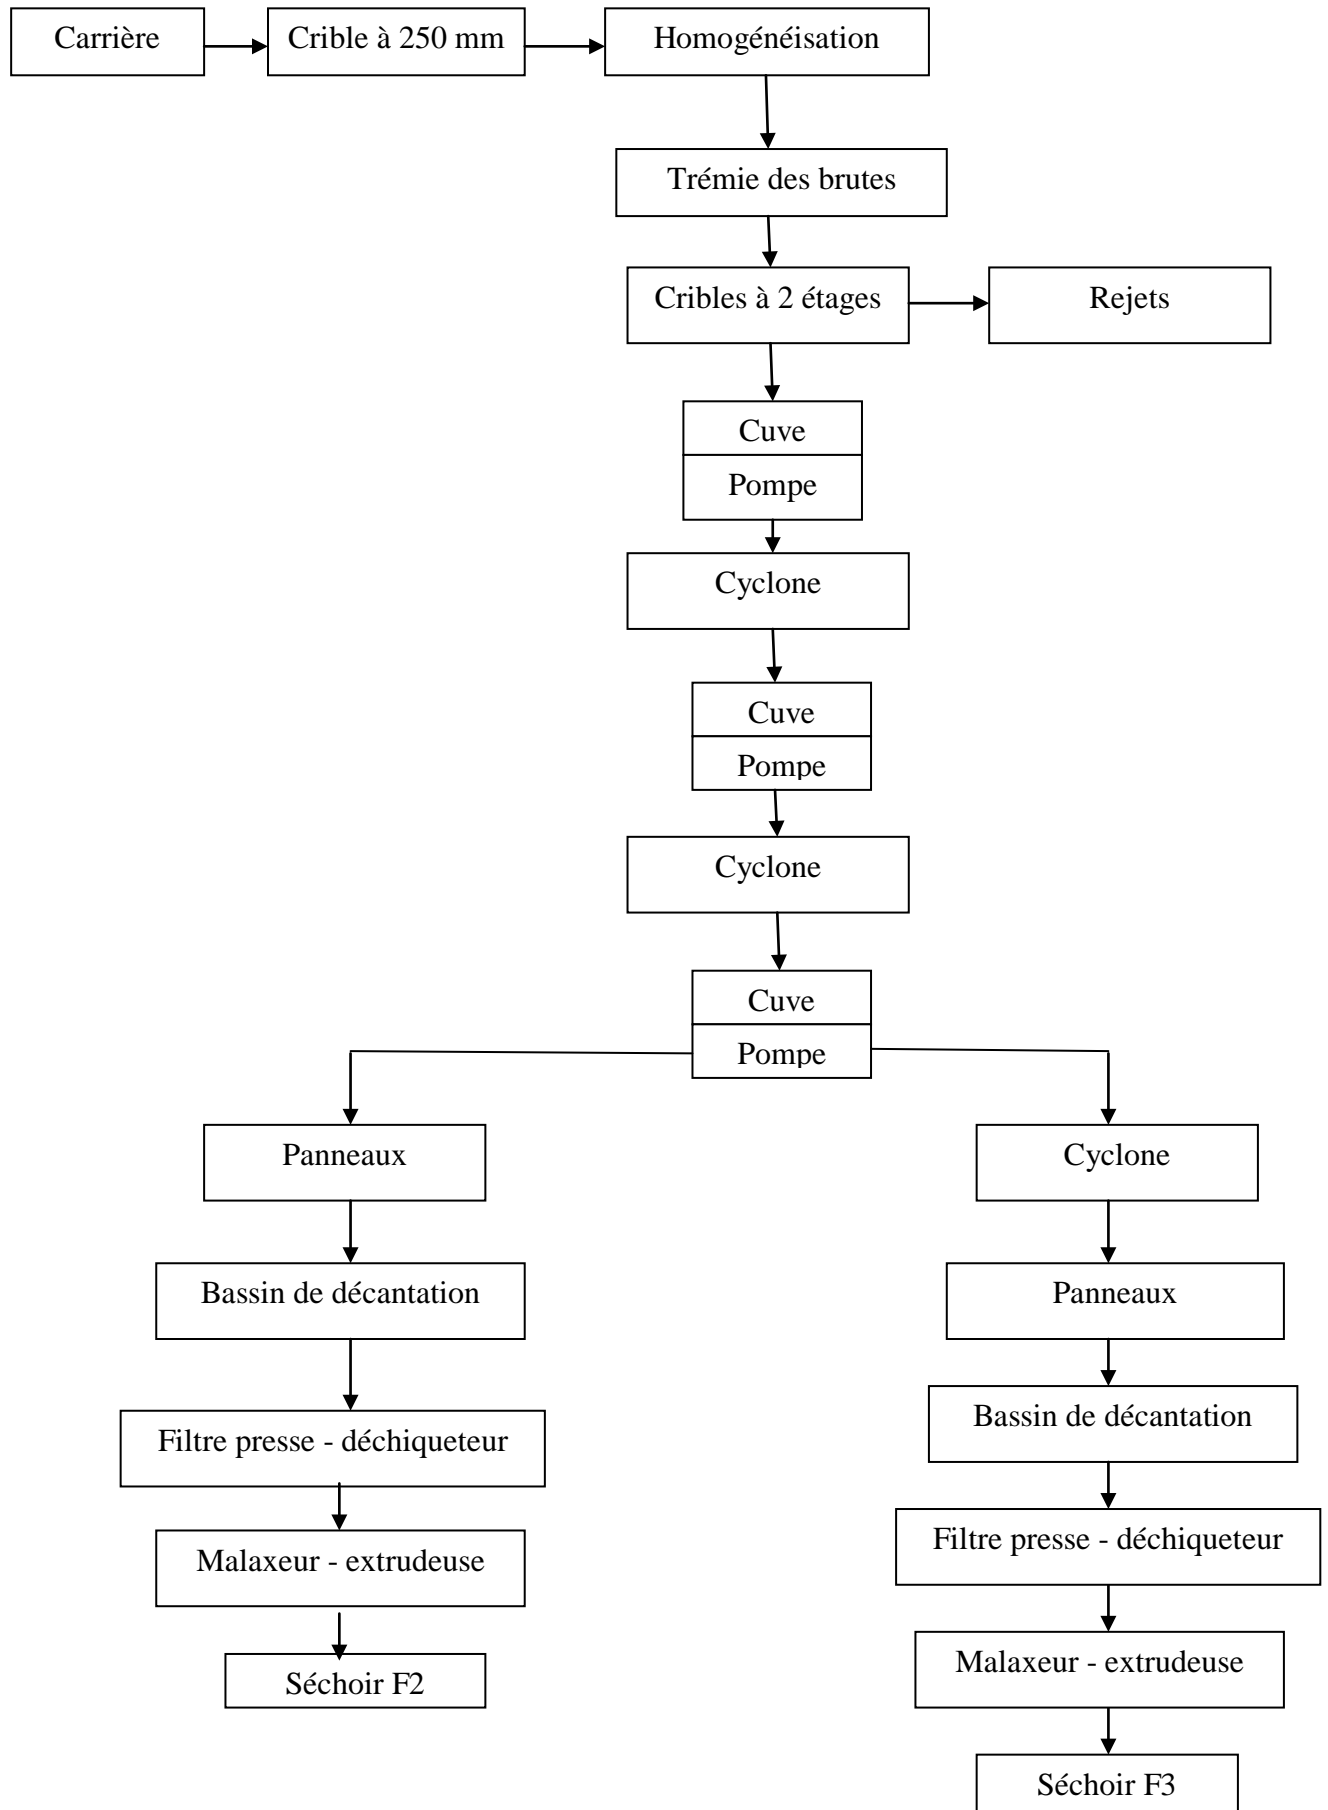 Carrière
Crible à 250 mm
Homogénéisation
Trémie des brutes
Cribles à 2 étages
Rejets
Cuve
Pompe
Cyclone
Cuve
Pompe
Cyclone
Cuve
Pompe
Panneaux
Bassin de décantation
Filtre presse - déchiqueteur
Malaxeur - extrudeuse
Séchoir F2
Cyclone
Panneaux
Bassin de décantation
Filtre presse - déchiqueteur
Malaxeur - extrudeuse
Séchoir F3